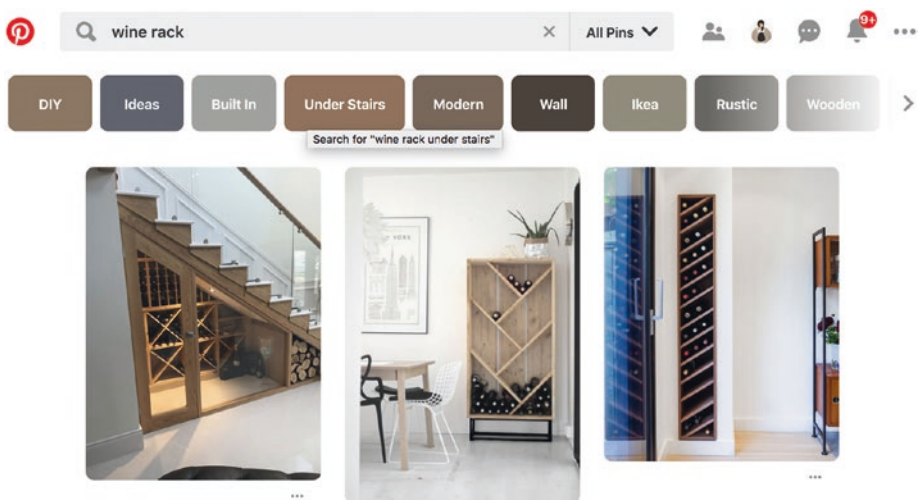 wine rack
All Pins
9+
DIY
Ideas
Built In
Under Stairs
Modern
Wall
Ikea
Rustic
Wooden
Search for "wine rack under stairs"